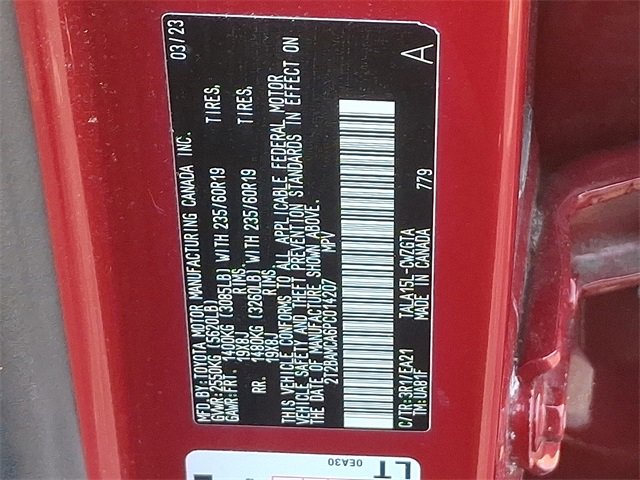 MFD BY:TOYOTA MOTOR MANUFACTURING CANADA INC. 03/23
GVWR:2550KG(5620LB)
GAWR:FRT. 1400KG(3085LB) WITH 235/60R19 TIRES,
19X8J RIMS,
RR. 1480KG(3260LB) WITH 235/60R19 TIRES,
19X8J RIMS,
THIS VEHICLE CONFORMS TO ALL APPLICABLE FEDERAL MOTOR
VEHICLE SAFETY AND THEFT PREVENTION STANDARDS IN EFFECT ON
THE DATE OF MANUFACTURE SHOWN ABOVE.
MPV
C/TR:3R1/EA21 TALA15L-CWZGTA 779 A
TM:UA81F MADE IN CANADA
LT
0EA30